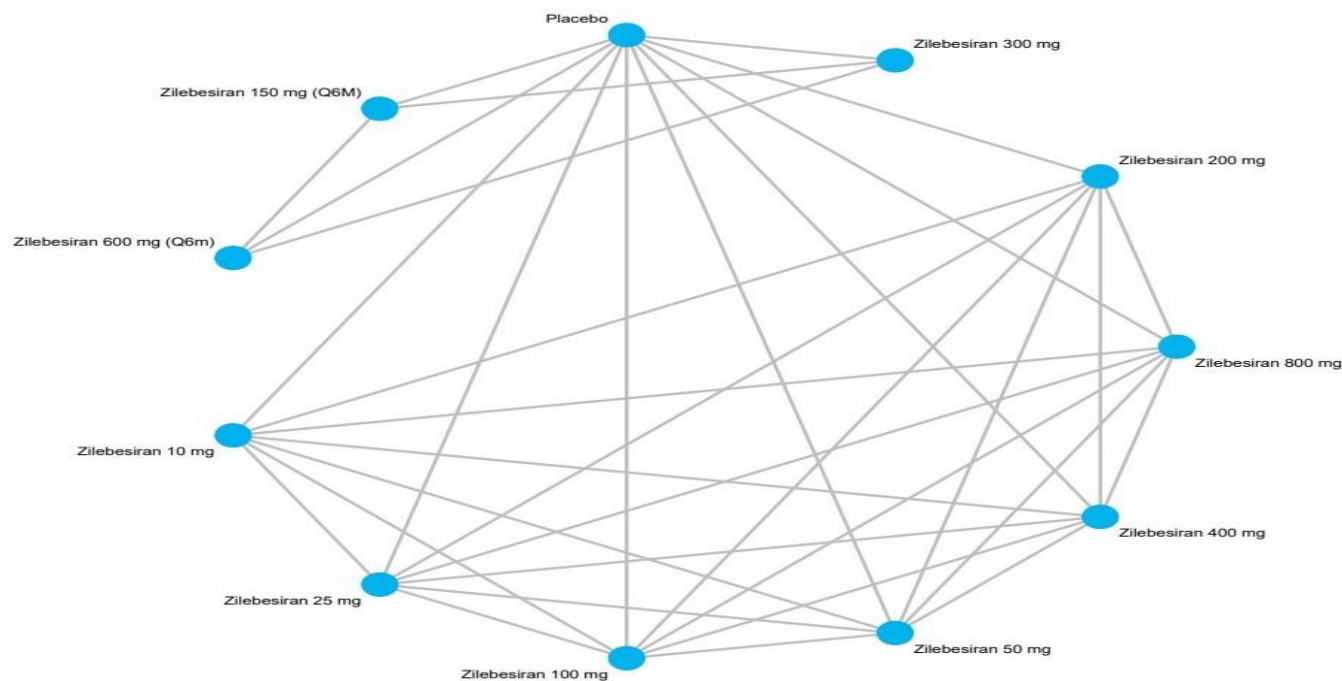 Placebo
Zilebesiran 300 mg
Zilebesiran 150 mg (Q6M)
Zilebesiran 200 mg
Zilebesiran 600 mg (Q6m)
Zilebesiran 800 mg
Zilebesiran 10 mg
Zilebesiran 400 mg
Zilebesiran 25 mg
Zilebesiran 50 mg
Zilebesiran 100 mg